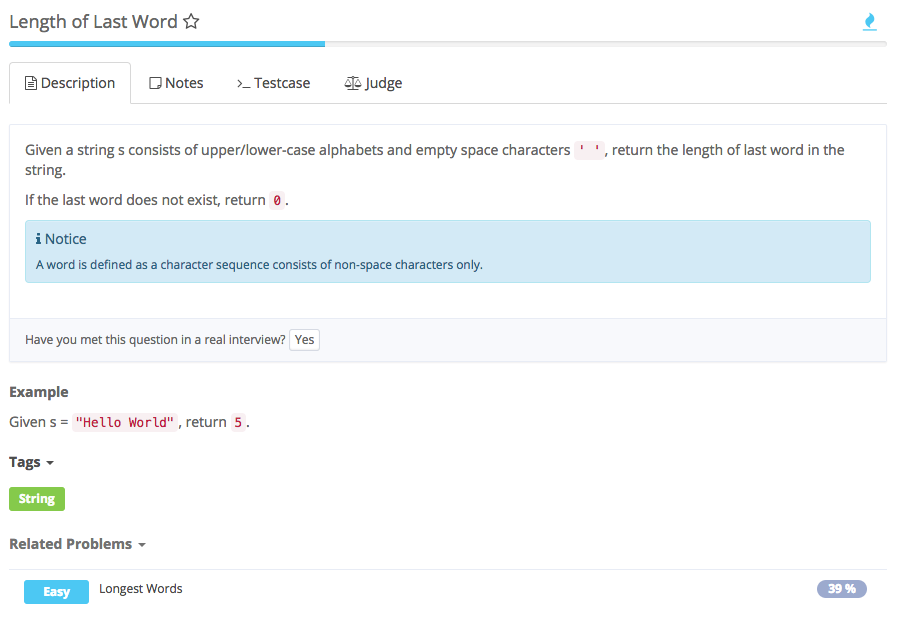 Length of Last Word
Description Notes >_ Testcase Judge
Given a string s consists of upper/lower-case alphabets and empty space characters ' ', return the length of last word in the
string.
If the last word does not exist, return 0.
Notice
A word is defined as a character sequence consists of non-space characters only.
Have you met this question in a real interview? Yes
Example
Given s = "Hello World", return 5.
Tags
String
Related Problems
Easy Longest Words 39 %